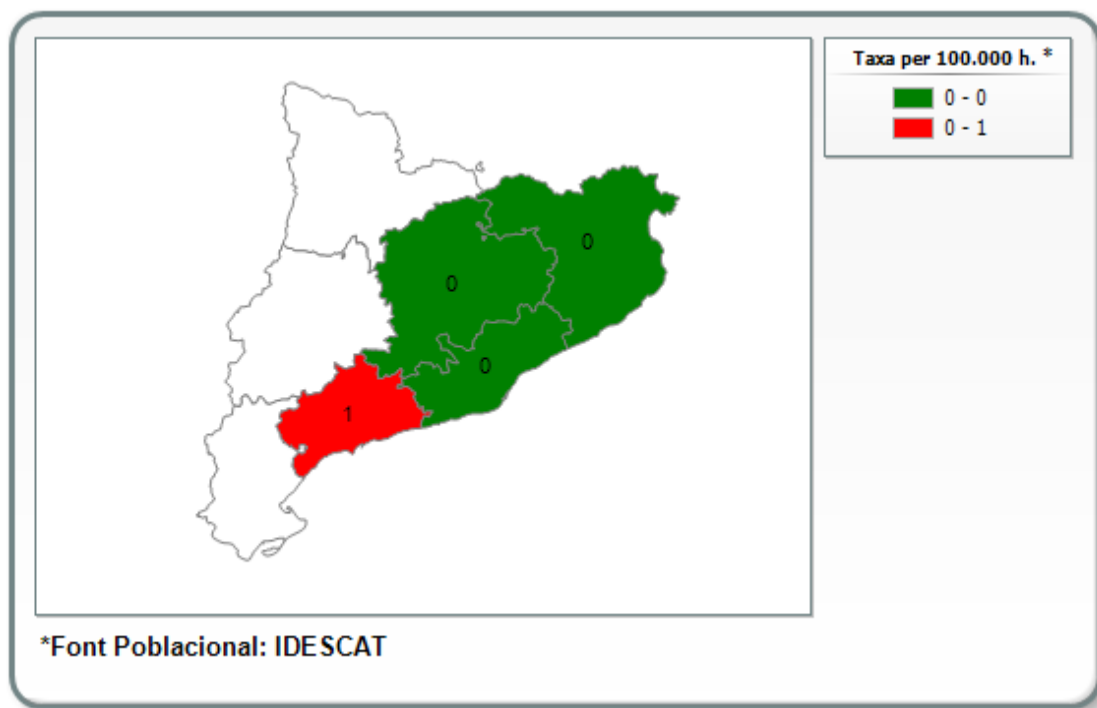 Taxa per 100.000 h. *
0 - 0
0 - 1
0
0
0
1
*Font Poblacional: IDESCAT